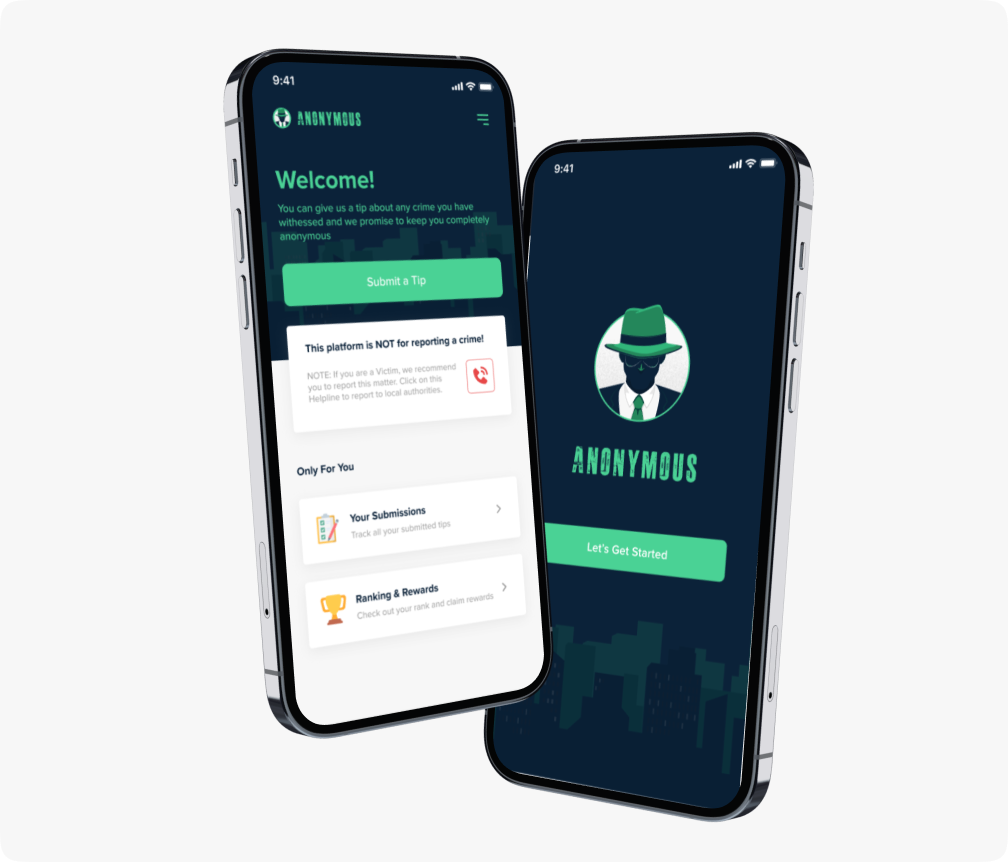 9:41
ANONYMOUS
Welcome!
You can give us a tip about any crime you have
withessed and we promise to keep you completely
anonymous
Submit a Tip
This platform is NOT for reporting a crime!
NOTE: If you are a Victim, we recommend
you to report this matter. Click on this
Helpline to report to local authorities.
Only For You
Your Submissions
Track all your submitted tips
Ranking & Rewards
Check out your rank and claim rewards
9:41
ANONYMOUS
Let's Get Started